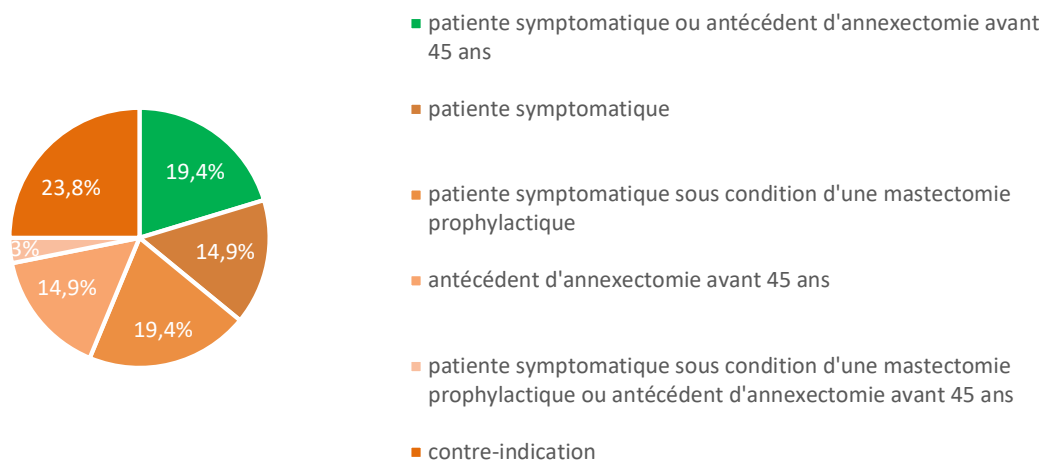 patiente symptomatique ou antécédent d'annexectomie avant
45 ans
patiente symptomatique
patiente symptomatique sous condition d'une mastectomie
prophylactique
antécédent d'annexectomie avant 45 ans
patiente symptomatique sous condition d'une mastectomie
prophylactique ou antécédent d'annexectomie avant 45 ans
contre-indication
23,8%
19,4%
3%
14,9%
14,9%
19,4%